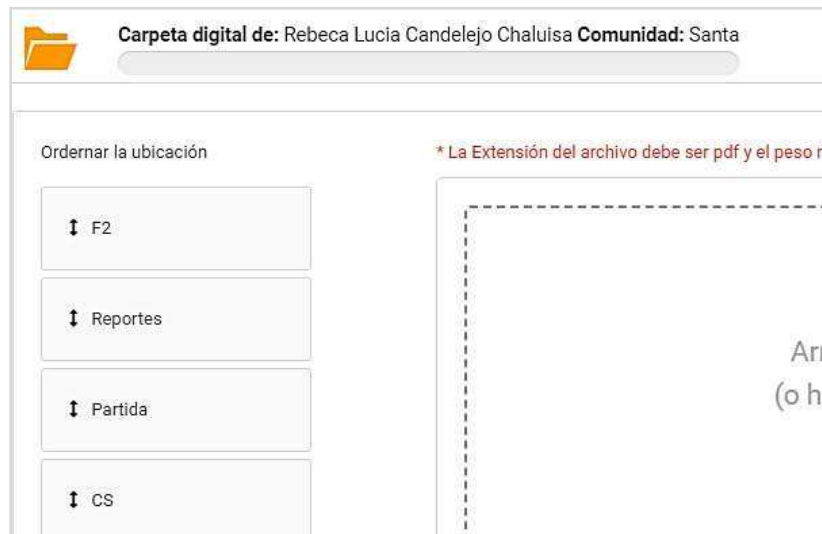 Carpeta digital de: Rebeca Lucia Candelejo Chaluisa Comunidad: Santa
Ordernar la ubicación
* La Extensión del archivo debe ser pdf y el peso
F2
Reportes
Partida
CS
(o h